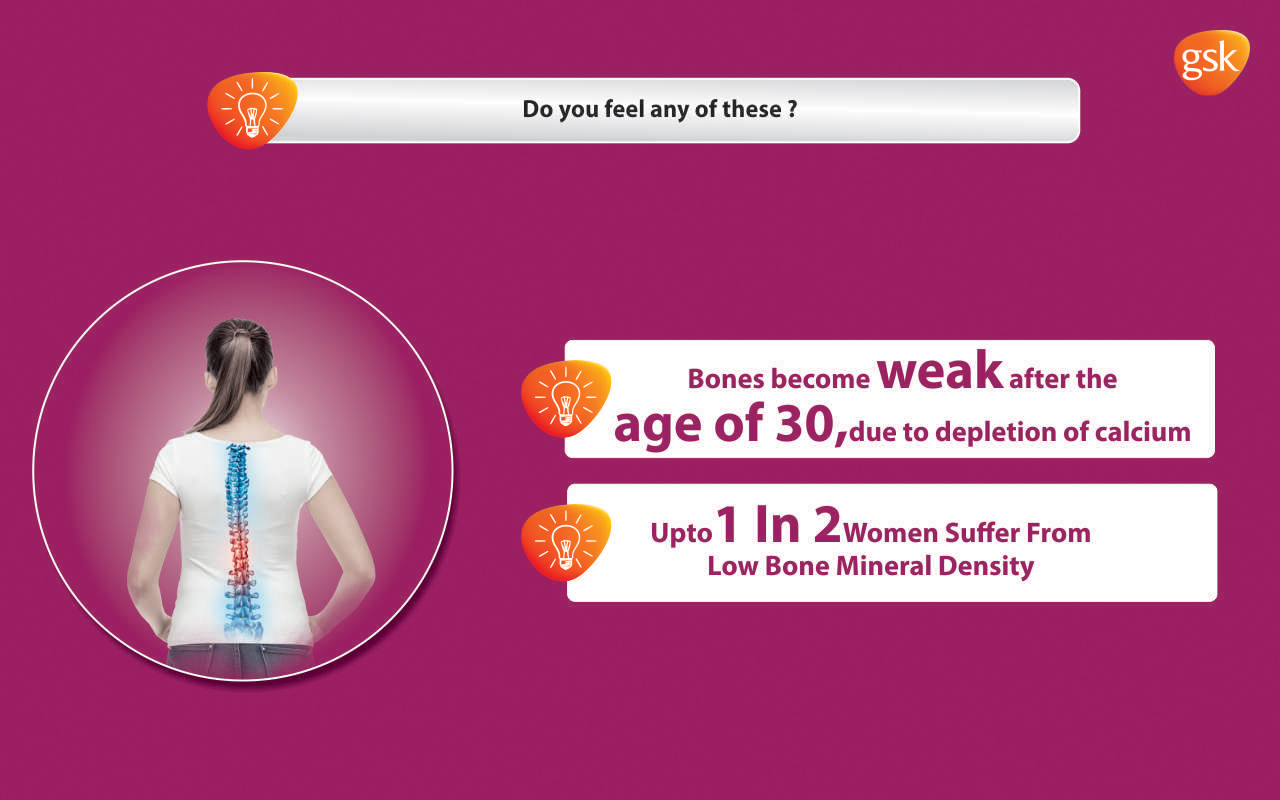 gsk
Do you feel any of these ?
Bones become weak after the
age of 30,due to depletion of calcium
Upto 1 In 2 Women Suffer From
Low Bone Mineral Density